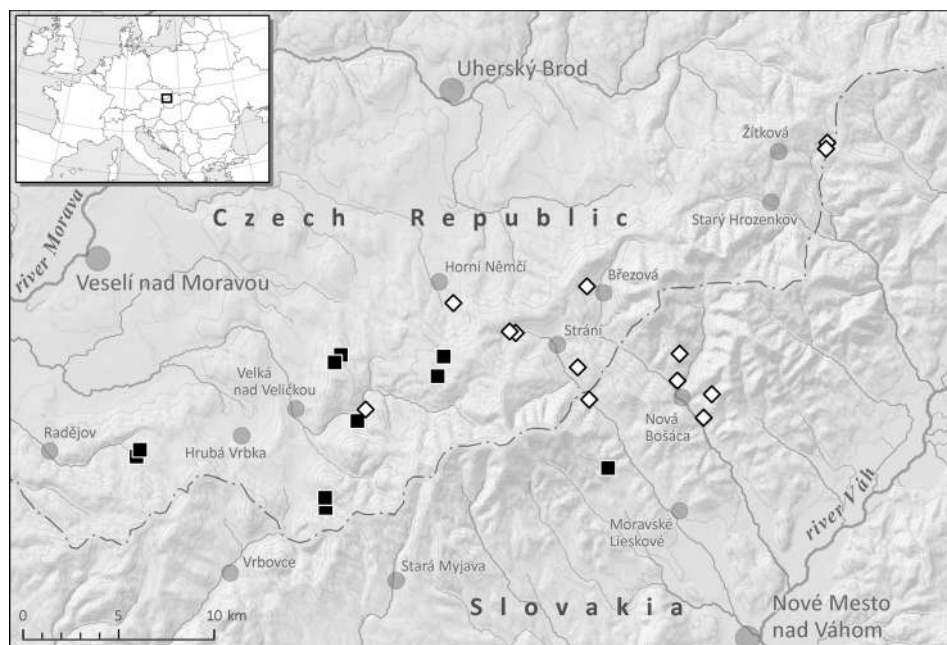 Uherský Brod
Žítková
Starý Hrozenkov
river Morava
Czech Republic
Veselí nad Moravou
Horní Němčí
Březová
Strání
Velká
nad Veličkou
Nová
Bošáca
Radějov
Hrubá Vrbka
river Váh
Moravské
Lieskové
Vrbovce
Stará Myjava
Slovakia
Nové Mesto
nad Váhom
0 5 10 km